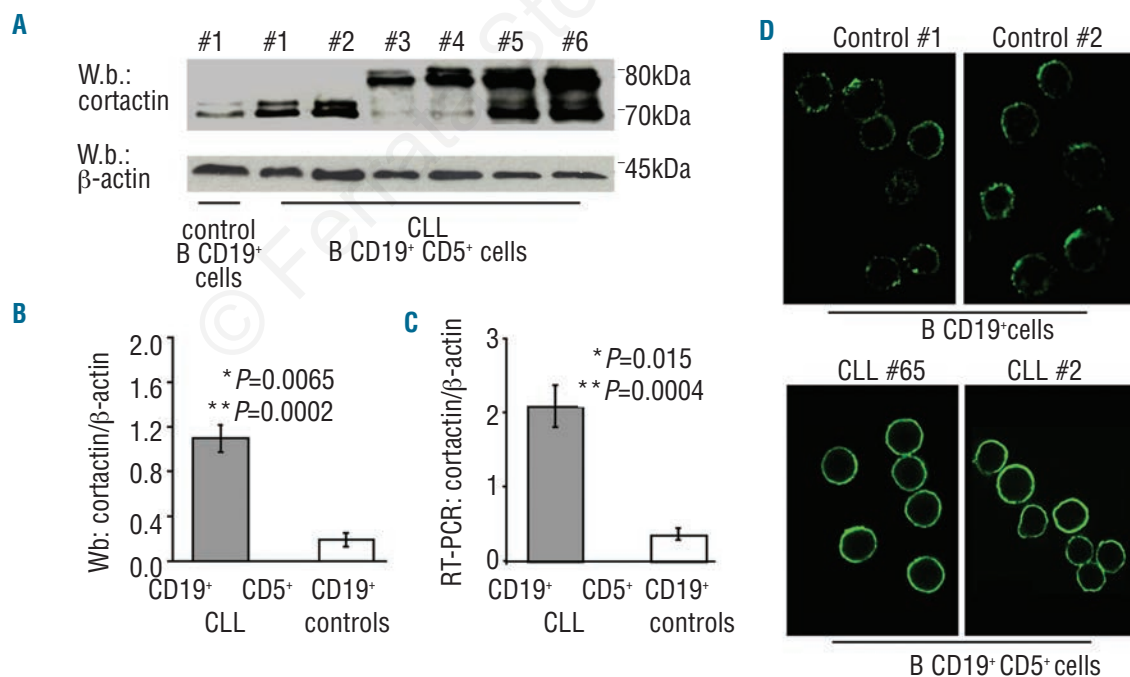 A
#1 #1 #2 #3 #4 #5 #6
W.b.:
cortactin
-80kDa
-70kDa
W.b.:
β-actin
-45kDa
control
B CD19+
cells
CLL
B CD19+ CD5+ cells
B
Wb: cortactin/β-actin
2.0
1.6
1.2
0.8
0.4
0.0
* P=0.0065
** P=0.0002
CD19+ CD5+ CD19+
CLL controls
C
RT-PCR: cortactin/β-actin
3
2
1
0
* P=0.015
** P=0.0004
CD19+ CD5+ CD19+
CLL controls
D
Control #1 Control #2
B CD19+cells
CLL #65 CLL #2
B CD19+ CD5+ cells